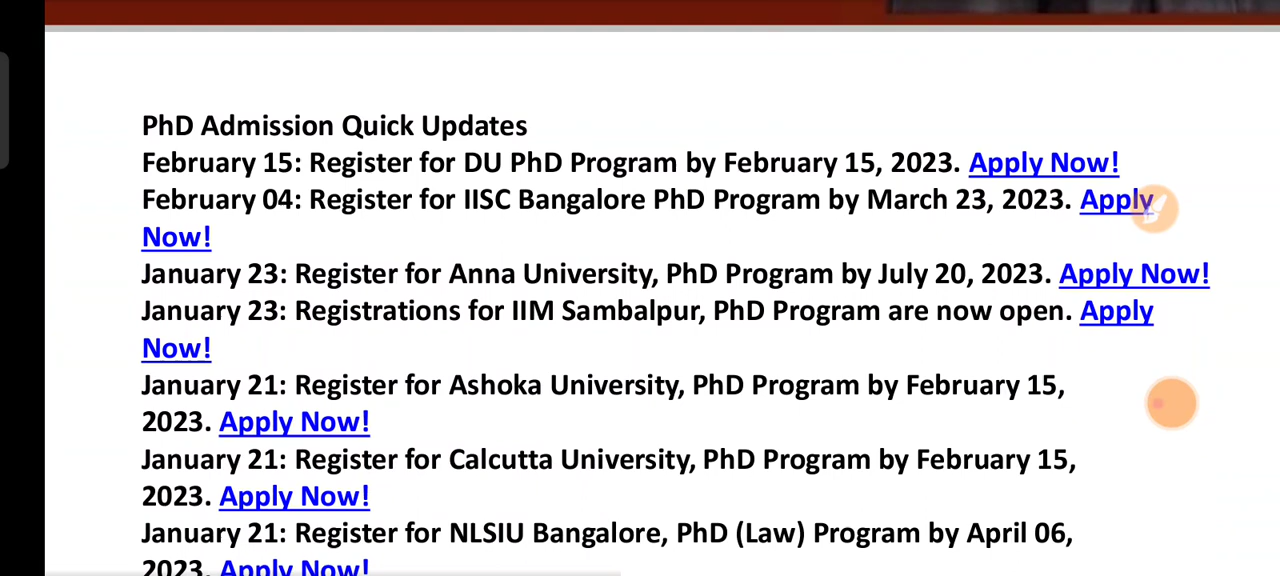 PhD Admission Quick Updates
February 15: Register for DU PhD Program by February 15, 2023. Apply Now!
February 04: Register for IISC Bangalore PhD Program by March 23, 2023. Apply
Now!
January 23: Register for Anna University, PhD Program by July 20, 2023. Apply Now!
January 23: Registrations for IIM Sambalpur, PhD Program are now open. Apply
Now!
January 21: Register for Ashoka University, PhD Program by February 15,
2023. Apply Now!
January 21: Register for Calcutta University, PhD Program by February 15,
2023. Apply Now!
January 21: Register for NLSIU Bangalore, PhD (Law) Program by April 06,
2023. Apply Now!